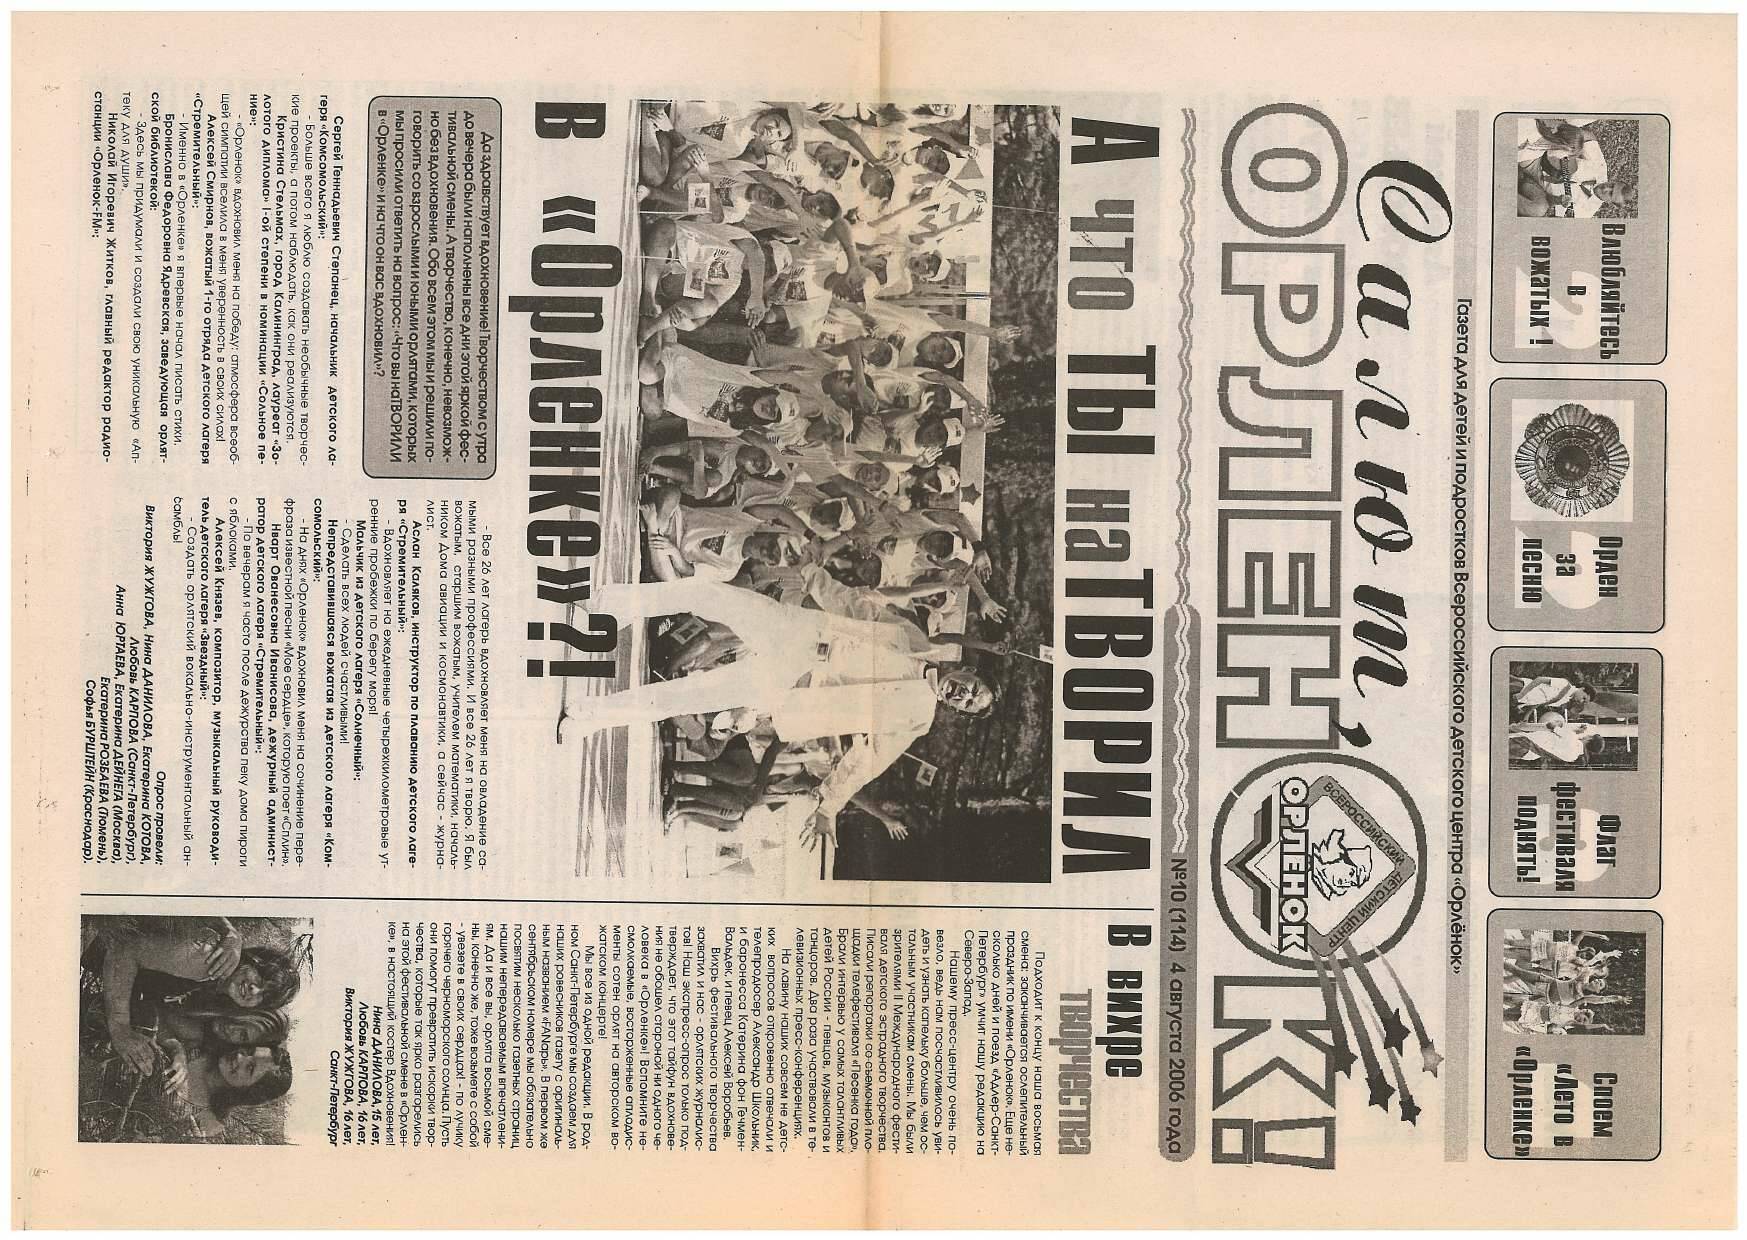 Влюбляйтесь
в
вожатых!
Орден
за
песню
Флаг
фестиваля
поднять!
Споем
«Лето в
«Орленке»
Газета для детей и подростков Всероссийского детского центра «Орлёнок»
Салют,
ОРЛЕНОК!
ВСЕРОССИЙСКИЙ
ДЕТСКИЙ ЦЕНТР
ОРЛЁНОК
№10 (114) 4 августа 2006 года
А что ТЫ наТВОРИЛ
в «Орленке»?!
Да здравствует вдохновение! Творчеством с утра
до вечера были наполнены все дни этой яркой фес-
тивальной смены. А творчество, конечно, невозмож-
но без вдохновения. Обо всем этом мы и решили по-
говорить со взрослыми и юными орлятами, которых
мы просили ответить на вопрос: «Что вы наТВОРИЛИ
в «Орленке» и на что он вас вдохновил»?
Сергей Геннадьевич Степанец, начальник детского ла-
геря «Комсомольский»:
- Больше всего я люблю создавать необычные творчес-
кие проекты, а потом наблюдать, как они реализуются.
Кристина Стельмах, город Калининград, лауреат «Зо-
лотого диплома» I-ой степени в номинации «Сольное пе-
ние»:
- «Орленок» вдохновил меня на победу: атмосфера всеоб-
щей симпатии вселила в меня уверенность в своих силах!
Алексей Смирнов, вожатый 1-го отряда детского лагеря
«Стремительный»:
- Именно в «Орленке» я впервые начал писать стихи.
Бронислава Федоровна Ядревская, заведующая орлят-
ской библиотекой:
- Здесь мы придумали и создали свою уникальную «Ап-
теку для души».
Николай Игоревич Житков, главный редактор радио-
станции «Орленок-FM»:
- Все 26 лет лагерь вдохновляет меня на овладение са-
мыми разными профессиями. И все 26 лет я творю. Я был
вожатым, старшим вожатым, учителем математики, началь-
ником Дома авиации и космонавтики, а сейчас - журна-
лист.
Аслан Каляков, инструктор по плаванию детского лаге-
ря «Стремительный»:
- Вдохновляет на ежедневные четырехкилометровые ут-
ренние пробежки по берегу моря!
Мальчик из детского лагеря «Солнечный»:
- Сделать всех людей счастливыми!
Непредставившаяся вожатая из детского лагеря «Ком-
сомольский»:
- На днях «Орленок» вдохновил меня на сочинение пере-
фраза известной песни «Мое сердце», которую поет «Сплин».
Нварт Ованесовна Иванисова, дежурный админист-
ратор детского лагеря «Стремительный»:
- По вечерам я часто после дежурства пеку дома пироги
с яблоками.
Алексей Князев, композитор, музыкальный руководи-
тель детского лагеря «Звездный»:
- Создать орлятский вокально-инструментальный ан-
самбль!
Опрос провели:
Виктория ЖУЖГОВА, Нина ДАНИЛОВА, Екатерина КОТОВА,
Любовь КАРПОВА (Санкт-Петербург),
Анна ЮРТАЕВА, Екатерина ДЕЙНЕГА (Москва),
Екатерина РОЗБАЕВА (Тюмень),
Софья БУРШТЕЙН (Краснодар).
В вихре
творчества
Подходит к концу наша восьмая
смена: заканчивается ослепительный
праздник по имени «Орленок». Еще не-
сколько дней и поезд «Адлер-Санкт-
Петербург» умчит нашу редакцию на
Северо-Запад.
Нашему пресс-центру очень по-
везло, ведь нам посчастливилось уви-
деть и узнать капельку больше, чем ос-
тальным участникам смены. Мы были
зрителями II Международного фести-
валя детского эстрадного творчества.
Писали репортажи со съемочной пло-
щадки телефестиваля «Песенка года».
Брали интервью у самых талантливых
детей России - певцов, музыкантов и
танцоров. Два раза участвовали в те-
левизионных пресс-конференциях.
На лавину наших совсем не детс-
ких вопросов откровенно отвечали и
телепродюсер Александр Школьник,
и баронесса Катерина фон Гечмен-
Вальдек, и певец Алексей Воробьев.
Вихрь фестивального творчества
захватил и нас - орлятских журналис-
тов! Наш экспресс-опрос только под-
тверждает, что этот тайфун вдохнове-
ния не обошел стороной ни одного че-
ловека в «Орленке»! Вспомните не-
смолкаемые, восторженные аплодис-
менты сотен орлят на авторском во-
жатском концерте.
Мы все из одной редакции. В род-
ном Санкт-Петербурге мы создаем для
наших ровесников газету с оригиналь-
ным названием «FАлфь». В первом же
сентябрьском номере мы обязательно
посвятим несколько газетных страниц
нашим непередаваемым впечатлени-
ям. Да и все вы, орлята восьмой сме-
ны, конечно же, тоже возьмете с собой
- увезете в своих сердцах! - по лучику
горячего черноморского солнца. Пусть
они помогут превратить искорки твор-
чества, которые так ярко разгорелись
на этой фестивальной смене в «Орлен-
ке», в настоящий костер Вдохновения!
Нина ДАНИЛОВА, 15 лет,
Любовь КАРПОВА, 16 лет,
Виктория ЖУЖГОВА, 16 лет,
Санкт-Петербург